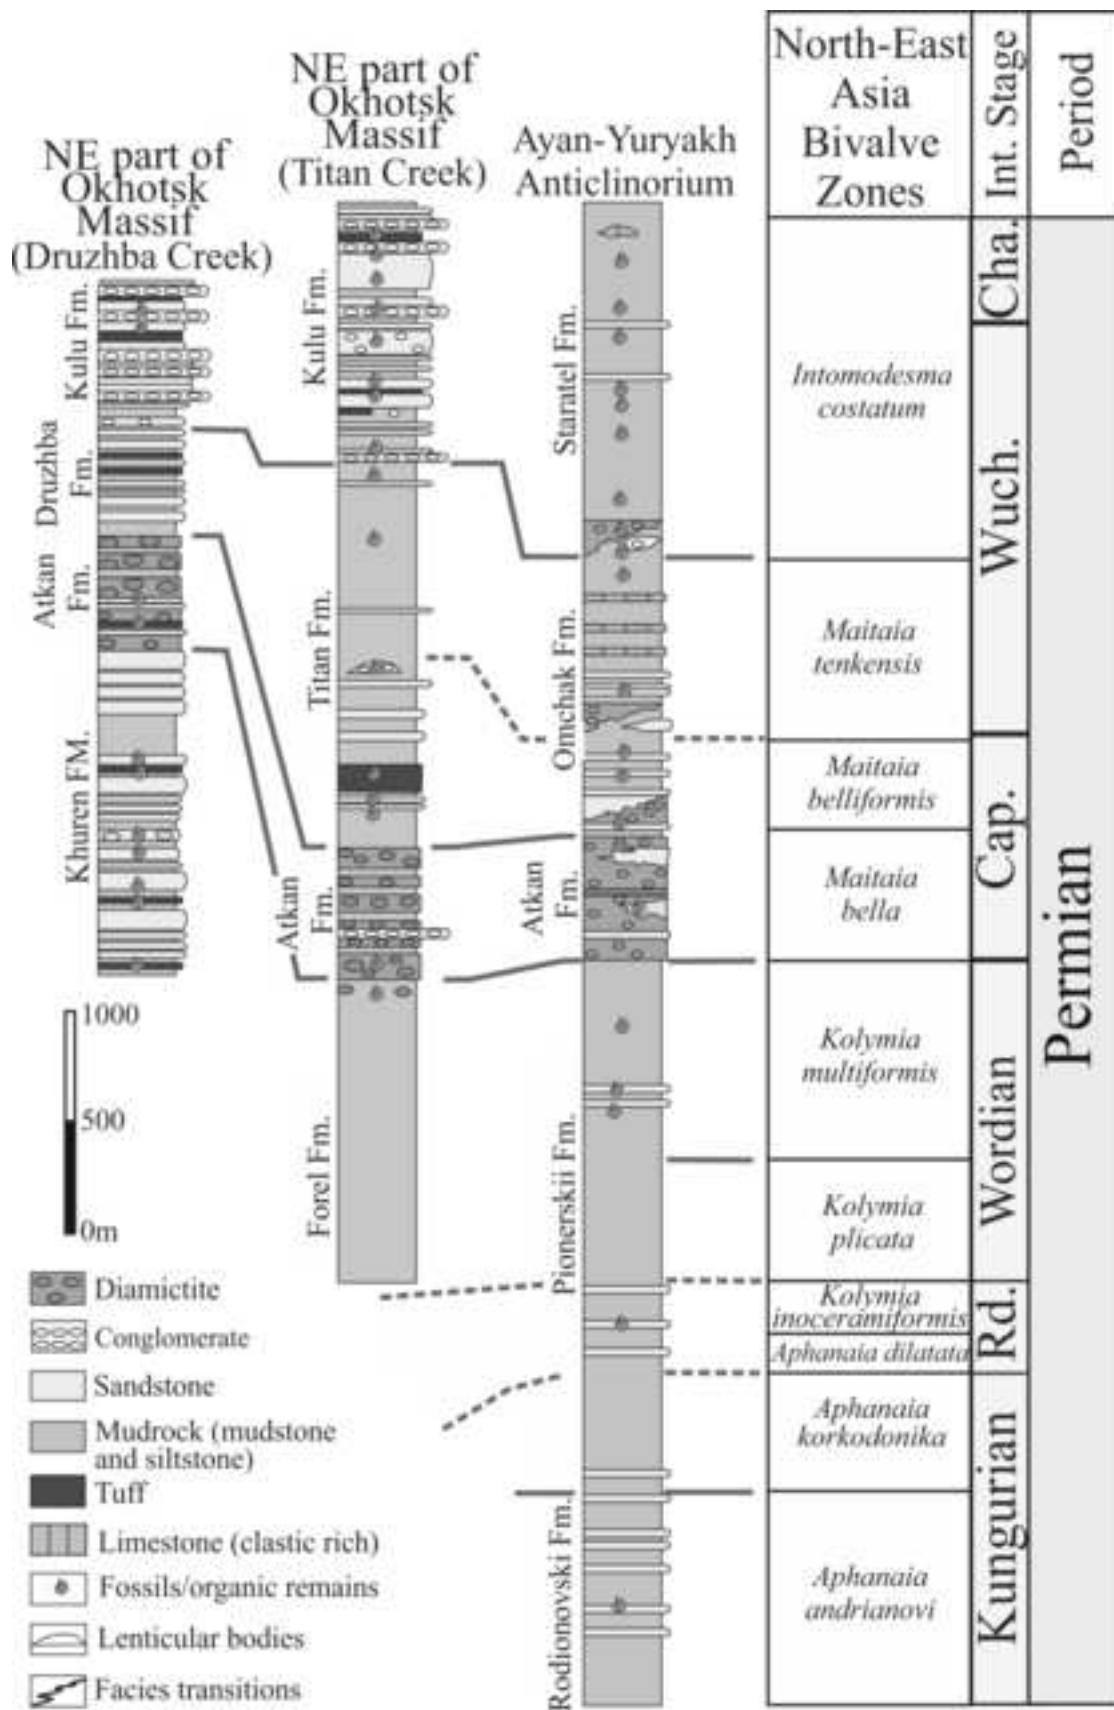 NE part of
Okhotsk
Massif
(Druzhba Creek)
NE part of
Okhotsk
Massif
(Titan Creek)
Ayan-Yuryakh
Anticlinorium
North-East
Asia
Bivalve
Zones
Int. Stage
Period
Kulu Fm.
Druzhba
Fm.
Atkan
Fm.
Khuren FM.
Kulu Fm.
Titan Fm.
Atkan
Fm.
Forel Fm.
Staratel Fm.
Omchak Fm.
Atkan
Fm.
Pionerskii Fm.
Rodionovski Fm.
Intomodesma
costatum
Maitaia
tenkensis
Maitaia
belliformis
Maitaia
bella
Kolymia
multiformis
Kolymia
plicata
Kolymia
inoceramiformis
Aphanaia dilatata
Aphanaia
korkodonika
Aphanaia
andrianovi
Cha.
Wuch.
Cap.
Wordian
Rd.
Kungurian
Permian
1000
500
0m
Diamictite
Conglomerate
Sandstone
Mudrock (mudstone
and siltstone)
Tuff
Limestone (clastic rich)
Fossils/organic remains
Lenticular bodies
Facies transitions